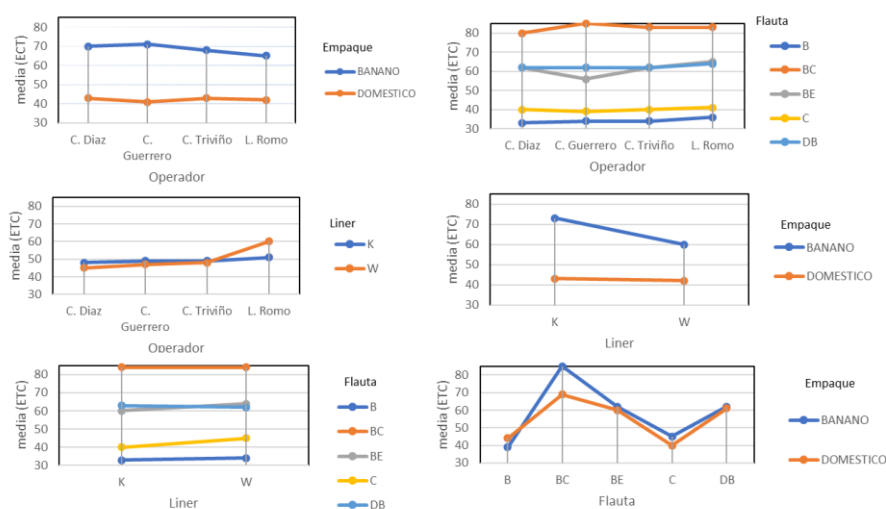 media (ECT)
80
70
60
50
40
30
C. Diaz
C. Guerrero
C. Triviño
L. Romo
Operador
Empaque
BANANO
DOMESTICO
media (ETC)
80
70
60
50
40
30
C. Diaz
C. Guerrero
C. Triviño
L. Romo
Operador
Flauta
B
BC
BE
C
DB
media (ETC)
80
70
60
50
40
30
C. Diaz
C. Guerrero
C. Triviño
L. Romo
Operador
Liner
K
W
media (ETC)
80
70
60
50
40
30
K
W
Liner
Empaque
BANANO
DOMESTICO
media (ETC)
80
70
60
50
40
30
K
W
Liner
Flauta
B
BC
BE
C
DB
media (ETC)
80
70
60
50
40
30
B
BC
BE
C
DB
Flauta
Empaque
BANANO
DOMESTICO